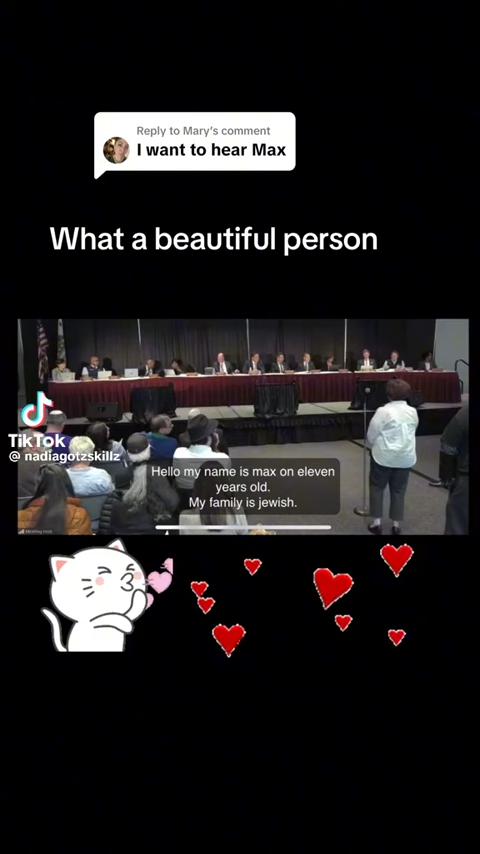 Reply to Mary's comment
I want to hear Max
What a beautiful person
TikTok
@ nadiagotzskillz
Hello my name is max on eleven
years old.
My family is jewish.